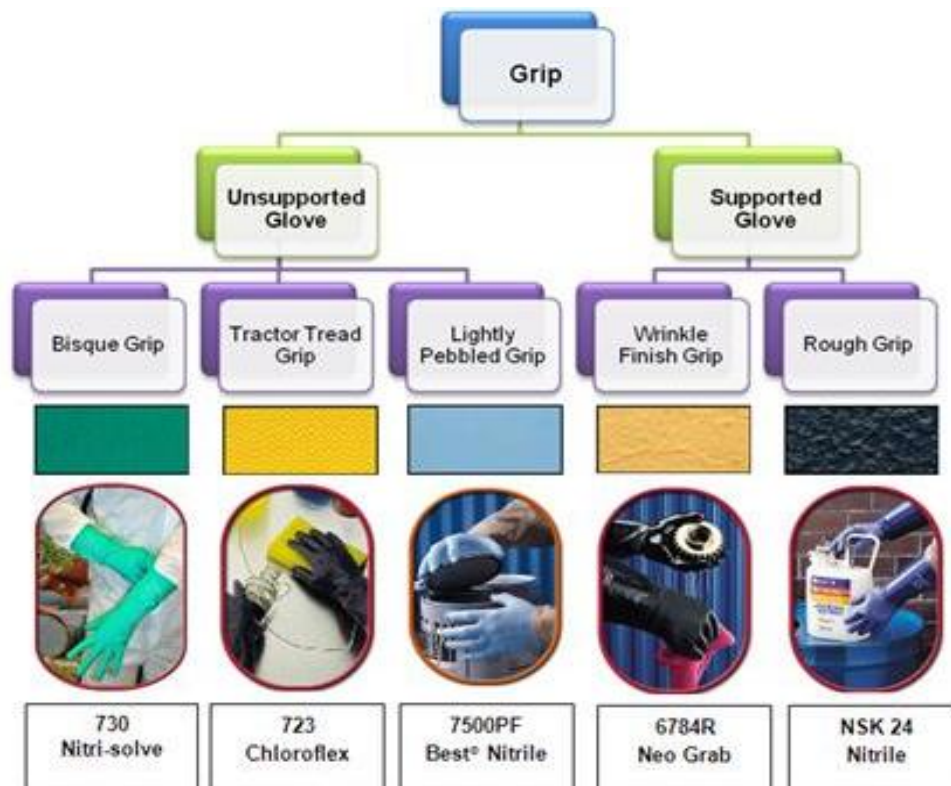 Grip
Unsupported
Glove
Supported
Glove
Bisque Grip
Tractor Tread
Grip
Lightly
Pebbled Grip
Wrinkle
Finish Grip
Rough Grip
730
Nitri-solve
723
Chloroflex
7500PF
Best® Nitrile
6784R
Neo Grab
NSK 24
Nitrile